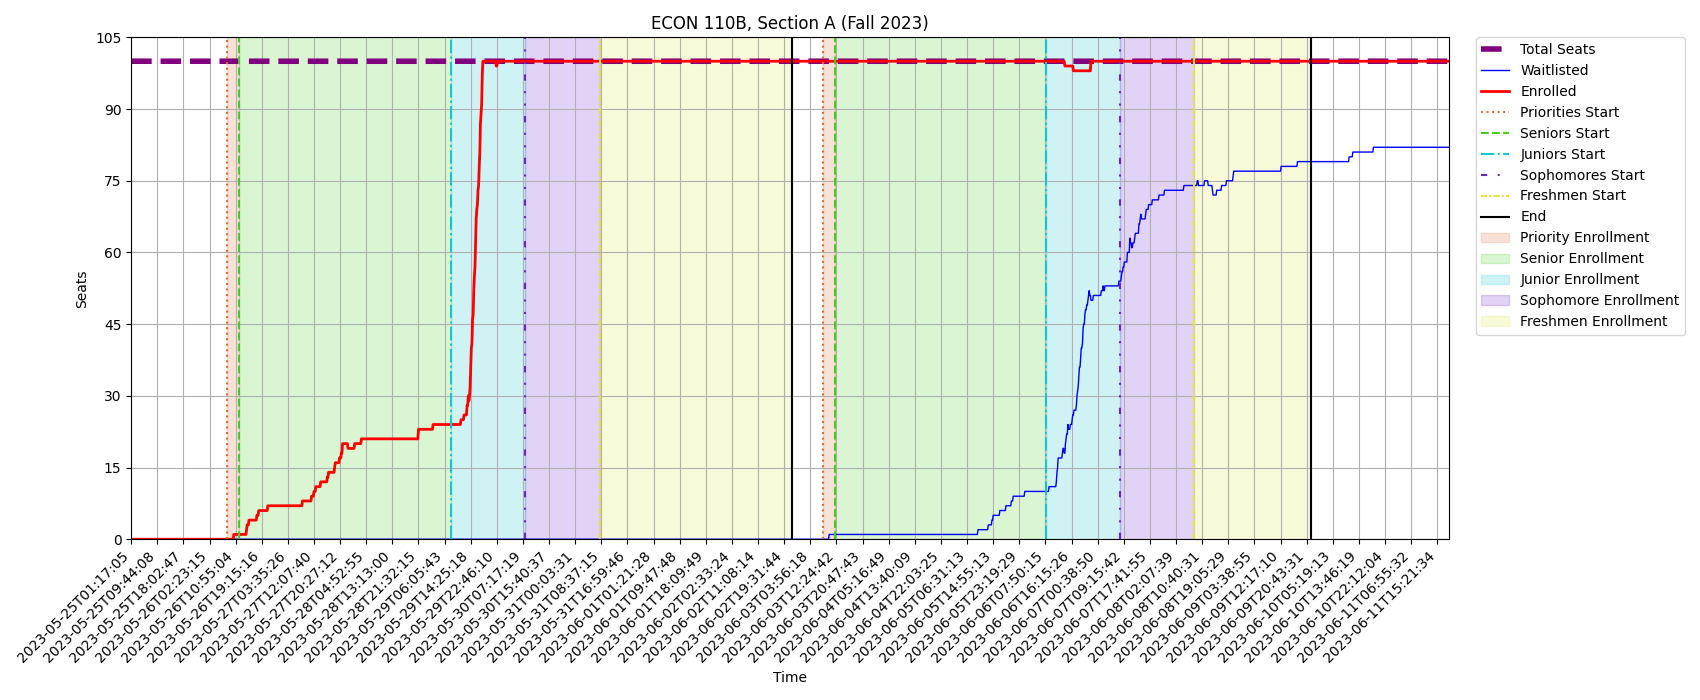 ECON 110B, Section A (Fall 2023)
105
90
75
60
45
30
15
0
Seats
2023-05-25T01:17:05
2023-05-25T09:44:08
2023-05-25T18:02:47
2023-05-26T02:23:15
2023-05-26T10:55:04
2023-05-26T19:15:16
2023-05-27T03:35:26
2023-05-27T12:07:40
2023-05-27T20:27:12
2023-05-28T04:52:55
2023-05-28T13:13:00
2023-05-28T21:32:15
2023-05-29T06:05:43
2023-05-29T14:25:18
2023-05-29T22:46:10
2023-05-30T07:17:19
2023-05-30T15:40:37
2023-05-31T00:03:31
2023-05-31T08:37:15
2023-05-31T16:59:46
2023-06-01T01:21:28
2023-06-01T09:47:48
2023-06-01T18:09:49
2023-06-02T02:33:24
2023-06-02T11:08:14
2023-06-02T19:31:44
2023-06-03T03:56:18
2023-06-03T12:24:42
2023-06-03T20:47:43
2023-06-04T05:16:49
2023-06-04T13:40:09
2023-06-04T22:03:25
2023-06-05T06:31:13
2023-06-05T14:55:13
2023-06-05T23:19:29
2023-06-06T07:50:15
2023-06-06T16:15:26
2023-06-07T00:38:50
2023-06-07T09:15:42
2023-06-07T17:41:55
2023-06-08T02:07:39
2023-06-08T10:40:31
2023-06-08T19:05:29
2023-06-09T03:38:55
2023-06-09T12:17:10
2023-06-09T20:43:31
2023-06-10T05:19:13
2023-06-10T13:46:19
2023-06-10T22:12:04
2023-06-11T06:55:32
2023-06-11T15:21:34
Time
Total Seats
Waitlisted
Enrolled
Priorities Start
Seniors Start
Juniors Start
Sophomores Start
Freshmen Start
End
Priority Enrollment
Senior Enrollment
Junior Enrollment
Sophomore Enrollment
Freshmen Enrollment